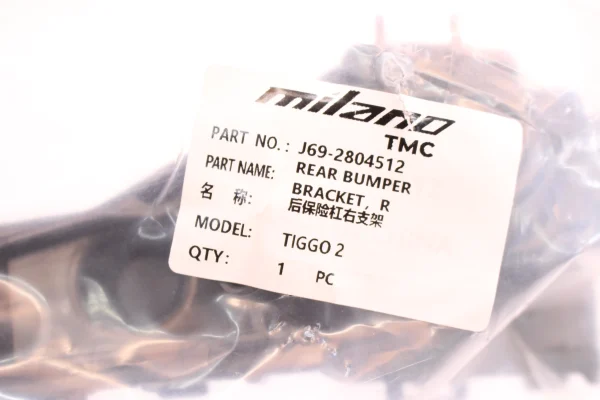 milano
TMC
PART NO.: J69-2804512
PART NAME: REAR BUMPER
BRACKET, R
名 称: 后保险杠右支架
MODEL: TIGGO 2
QTY: 1 PC